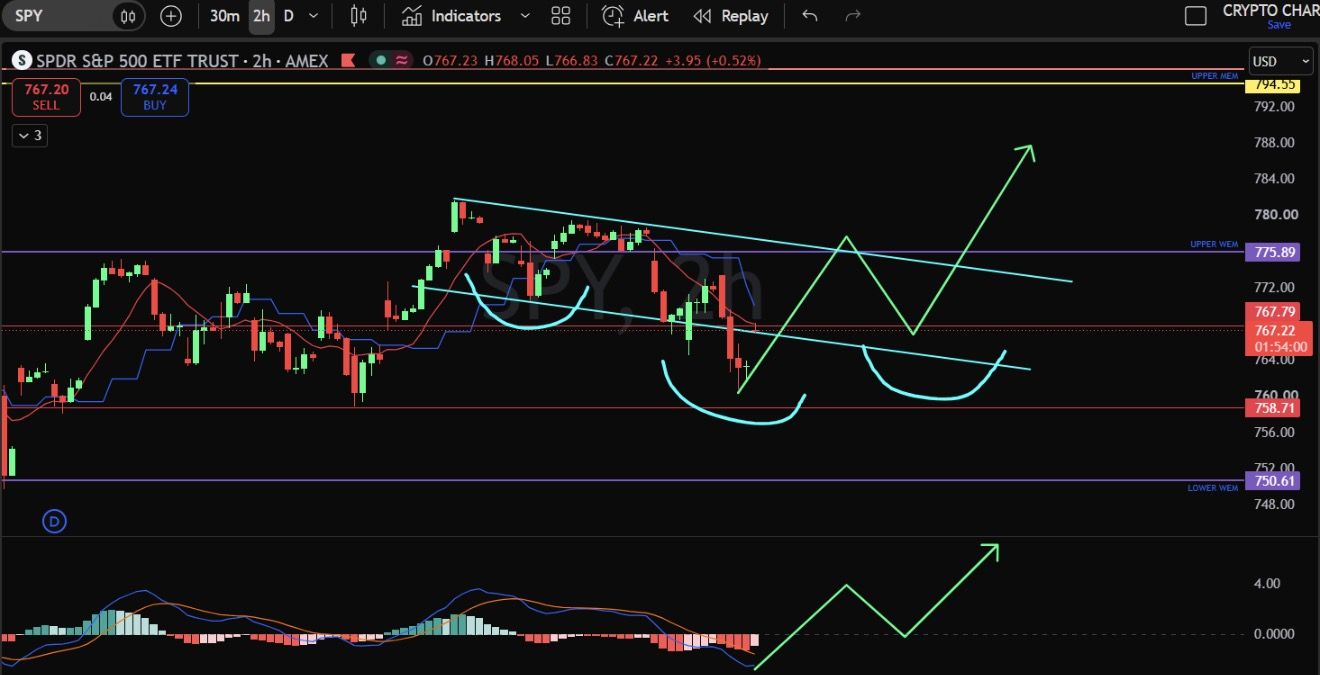 SPY 30m 2h D Indicators Alert Replay CRYPTO CHAR
Save
SPDR S&P 500 ETF TRUST · 2h · AMEX O767.23 H768.05 L766.83 C767.22 +3.95 (+0.52%) USD
767.20 SELL 0.04 767.24 BUY
3
UPPER MEM 794.55
792.00
788.00
784.00
780.00
UPPER WEM 775.89
772.00
SPY, 2h
767.79
767.22
01:54:00
764.00
760.00
758.71
756.00
752.00
750.61
LOWER WEM
748.00
D
4.00
0.0000